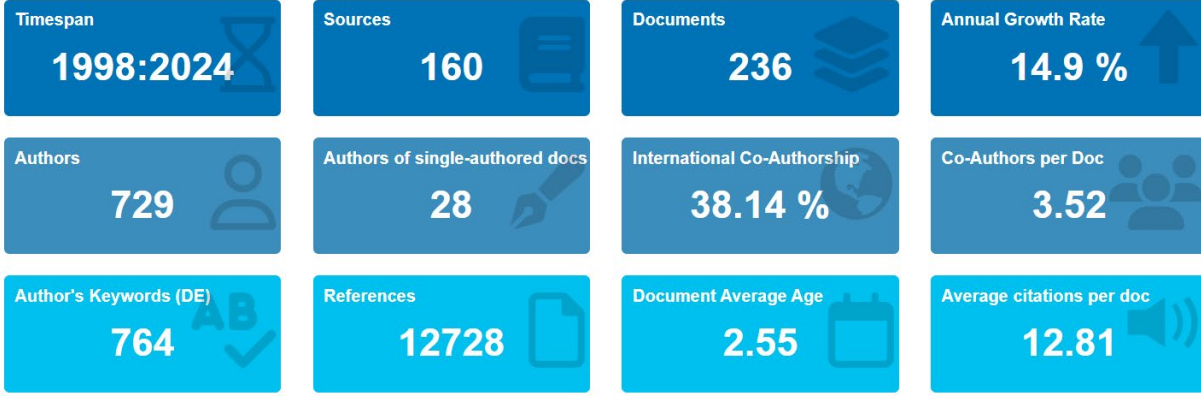 Timespan
1998:2024
Sources
160
Documents
236
Annual Growth Rate
14.9 %
Authors
729
Authors of single-authored docs
28
International Co-Authorship
38.14 %
Co-Authors per Doc
3.52
Author's Keywords (DE)
764
AB
References
12728
Document Average Age
2.55
Average citations per doc
12.81